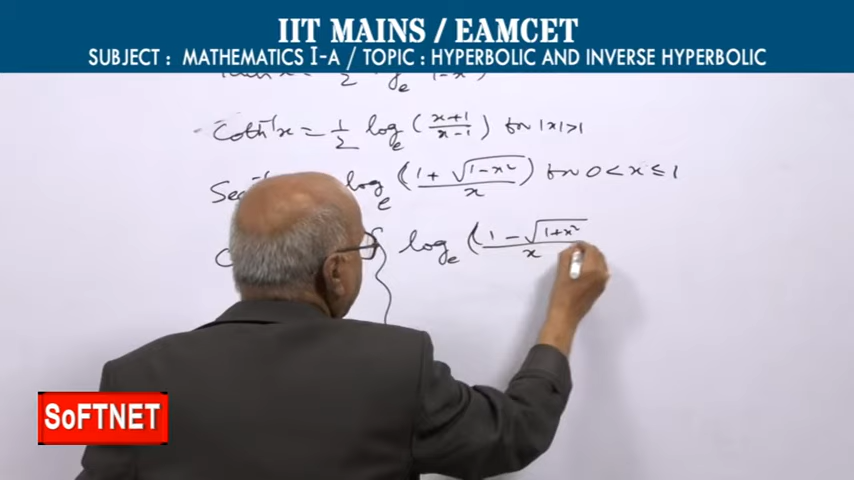 IIT MAINS / EAMCET
SUBJECT : MATHEMATICS I-A / TOPIC : HYPERBOLIC AND INVERSE HYPERBOLIC
Coth⁻¹x = 1/2 logₑ((x+1)/(x-1)) for |x|>1
Sec logₑ((1+√(1-x²))/x) for 0<x≤1
logₑ((1-√(1+x²))/x
SoFTNET